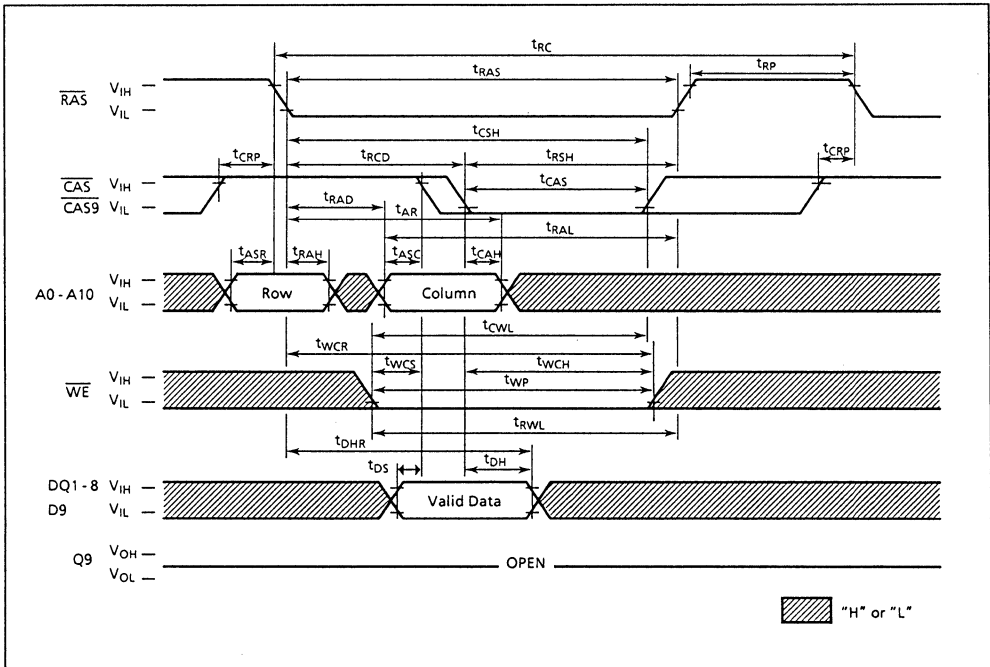 tRC
tRAS
tRP
RAS VIH
VIL
tCSH
tCRP
tRCD
tRSH
tCRP
CAS VIH
CAS9 VIL
tCAS
tRAD
tAR
tRAL
tASR
tRAH
tASC
tCAH
A0 - A10 VIH
VIL
Row
Column
tCWL
tWCR
tWCS
tWCH
WE VIH
VIL
tWP
tRWL
tDHR
tDS
tDH
DQ1 - 8 VIH
D9 VIL
Valid Data
Q9 VOH
VOL
OPEN
"H" or "L"